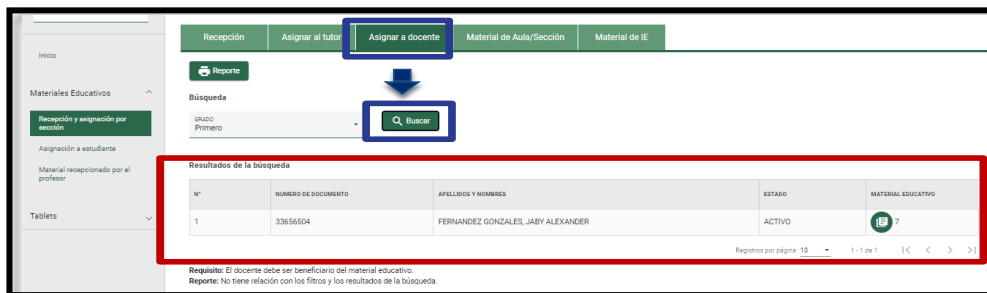 Recepción Asignar al tutor Asignar a docente Material de Aula/Sección Material de IE
Inicio
Reporte
Materiales Educativos
Búsqueda
Recepción y asignación por sección
GRADO
Primero
Buscar
Asignación a estudiante
Material recepcionado por el profesor
Resultados de la búsqueda
N° NUMERO DE DOCUMENTO APELLIDOS Y NOMBRES ESTADO MATERIAL EDUCATIVO
1 33656504 FERNANDEZ GONZALES, JABY ALEXANDER ACTIVO 7
Tablets
Registros por página 10 1 - 1 de 1
Requisito: El docente debe ser beneficiario del material educativo.
Reporte: No tiene relación con los filtros y los resultados de la búsqueda.